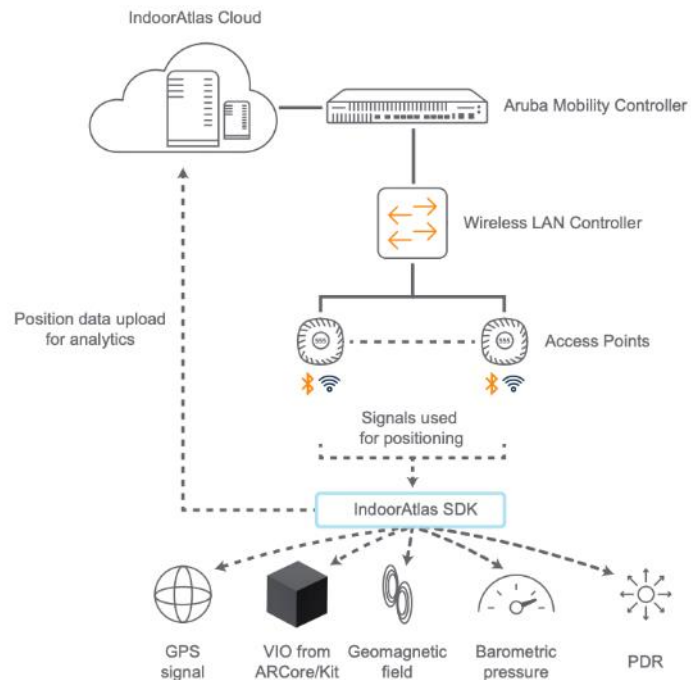 IndoorAtlas Cloud
Aruba Mobility Controller
Wireless LAN Controller
Position data upload
for analytics
Access Points
Signals used
for positioning
IndoorAtlas SDK
GPS
signal
VIO from
ARCore/Kit
Geomagnetic
field
Barometric
pressure
PDR